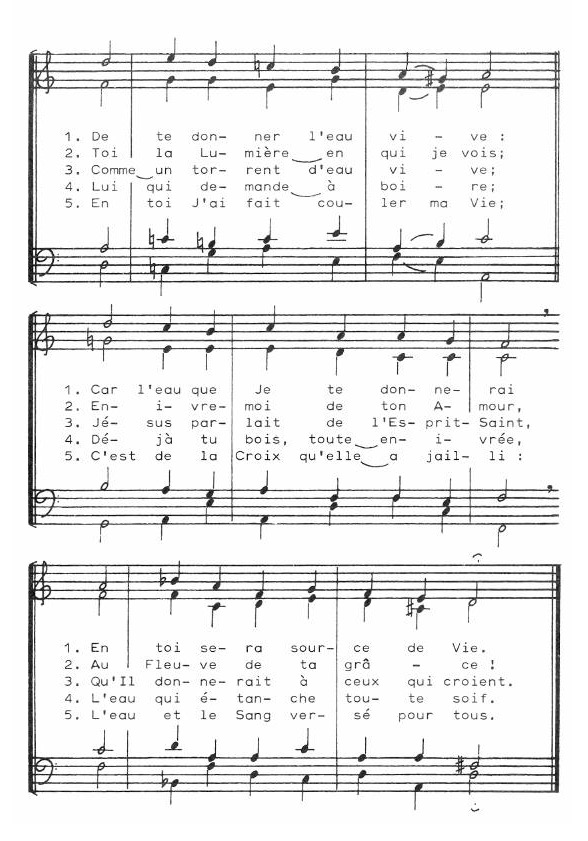 1. De te don- ner l'eau vi - ve :
2. Toi la Lu- mière en qui je vois;
3. Comme un tor- rent d'eau vi - ve;
4. Lui qui de- mande à boi - re;
5. En toi J'ai fait cou- ler ma Vie;
1. Car l'eau que Je te don- ne- rai
2. En- i- vre- moi de ton A- mour,
3. Jé- sus par- lait de l'Es- prit- Saint,
4. Dé- jà tu bois, toute en- i- vrée,
5. C'est de la Croix qu'elle a jail- li :
1. En toi se- ra sour- ce de Vie.
2. Au Fleu- ve de ta grâ - ce !
3. Qu'Il don- ne- rait à ceux qui croient.
4. L'eau qui é- tan- che tou- te soif.
5. L'eau et le Sang ver- sé pour tous.